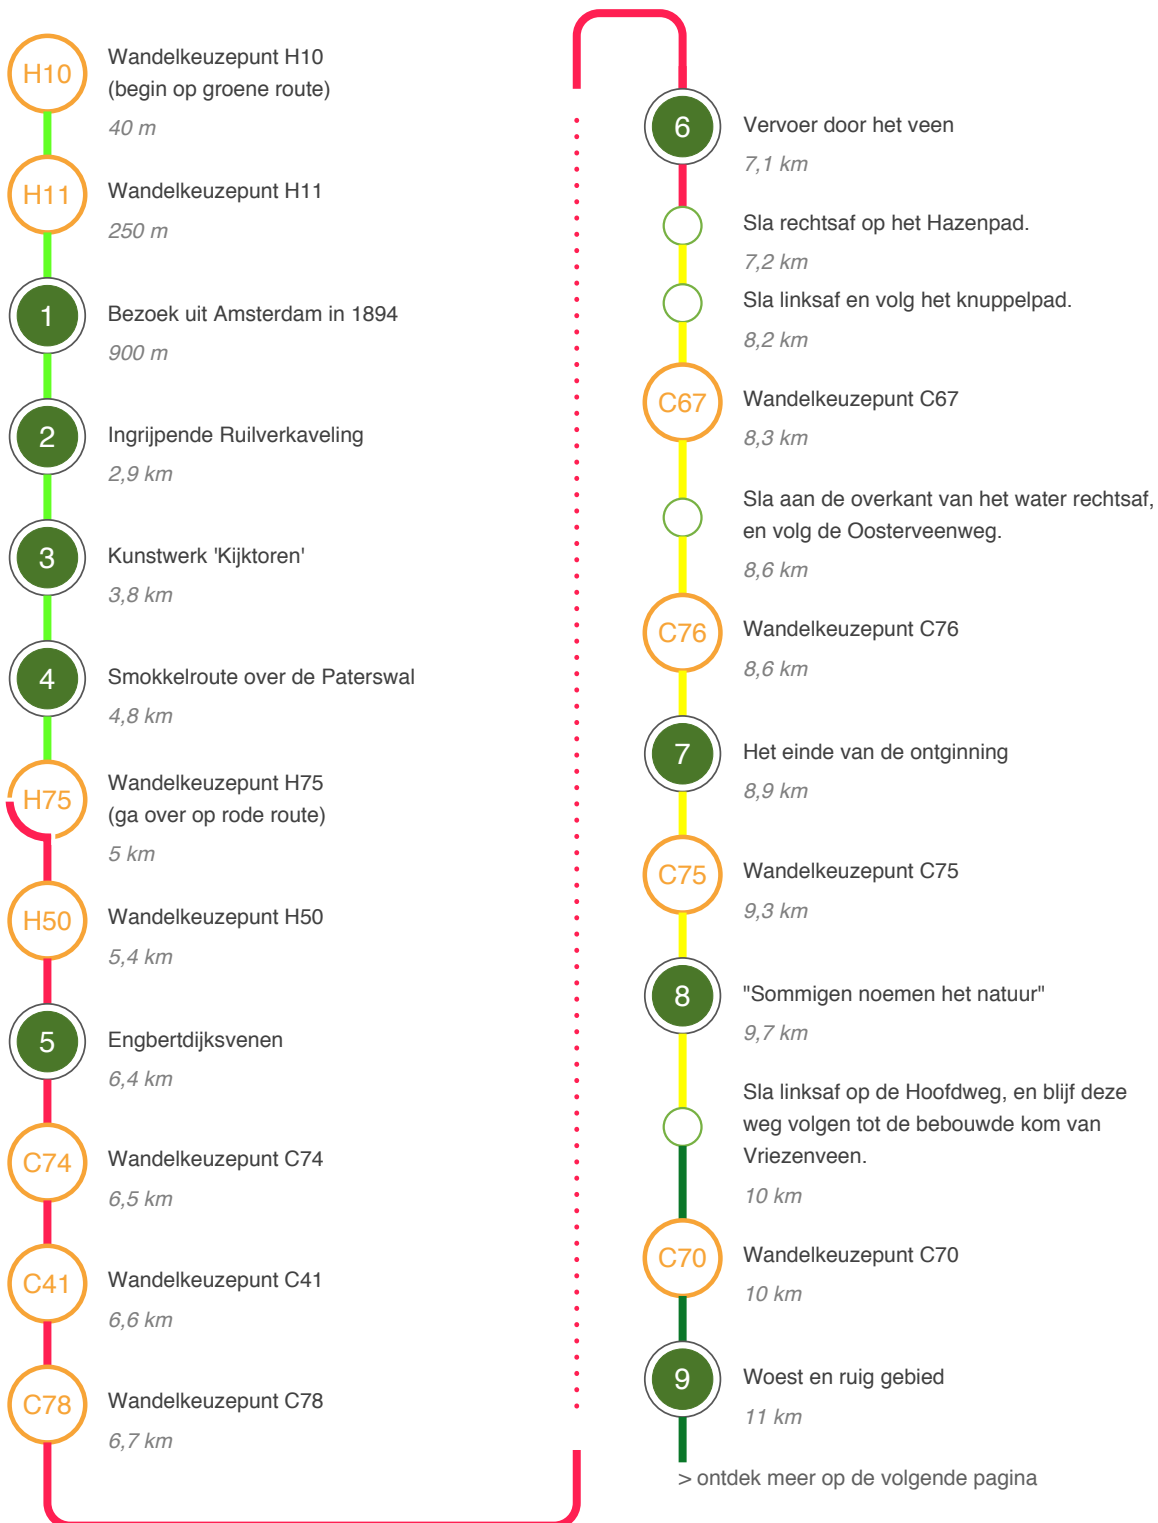 H10
Wandelkeuzepunt H10
(begin op groene route)
40 m
H11
Wandelkeuzepunt H11
250 m
1
Bezoek uit Amsterdam in 1894
900 m
2
Ingrijpende Ruilverkaveling
2,9 km
3
Kunstwerk 'Kijktoren'
3,8 km
4
Smokkelroute over de Paterswal
4,8 km
H75
Wandelkeuzepunt H75
(ga over op rode route)
5 km
H50
Wandelkeuzepunt H50
5,4 km
5
Engbertdijksvenen
6,4 km
C74
Wandelkeuzepunt C74
6,5 km
C41
Wandelkeuzepunt C41
6,6 km
C78
Wandelkeuzepunt C78
6,7 km
6
Vervoer door het veen
7,1 km
Sla rechtsaf op het Hazenpad.
7,2 km
Sla linksaf en volg het knuppelpad.
8,2 km
C67
Wandelkeuzepunt C67
8,3 km
Sla aan de overkant van het water rechtsaf,
en volg de Oosterveenweg.
8,6 km
C76
Wandelkeuzepunt C76
8,6 km
7
Het einde van de ontginning
8,9 km
C75
Wandelkeuzepunt C75
9,3 km
8
"Sommigen noemen het natuur"
9,7 km
Sla linksaf op de Hoofdweg, en blijf deze
weg volgen tot de bebouwde kom van
Vriezenveen.
10 km
C70
Wandelkeuzepunt C70
10 km
9
Woest en ruig gebied
11 km
> ontdek meer op de volgende pagina